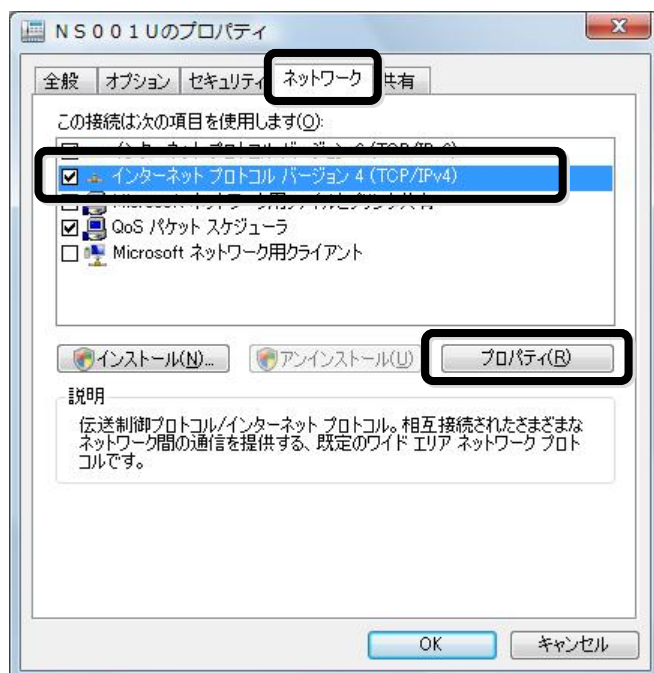 NS001Uのプロパティ
全般 オプション セキュリティ ネットワーク 共有
この接続は次の項目を使用します(O):
インターネット プロトコル バージョン 4 (TCP/IPv4)
QoS パケット スケジューラ
Microsoft ネットワーク用クライアント
インストール(N)... アンインストール(U) プロパティ(R)
説明
伝送制御プロトコル/インターネット プロトコル。相互接続されたさまざまな
ネットワーク間の通信を提供する、既定のワイド エリア ネットワーク プロト
コルです。
OK キャンセル